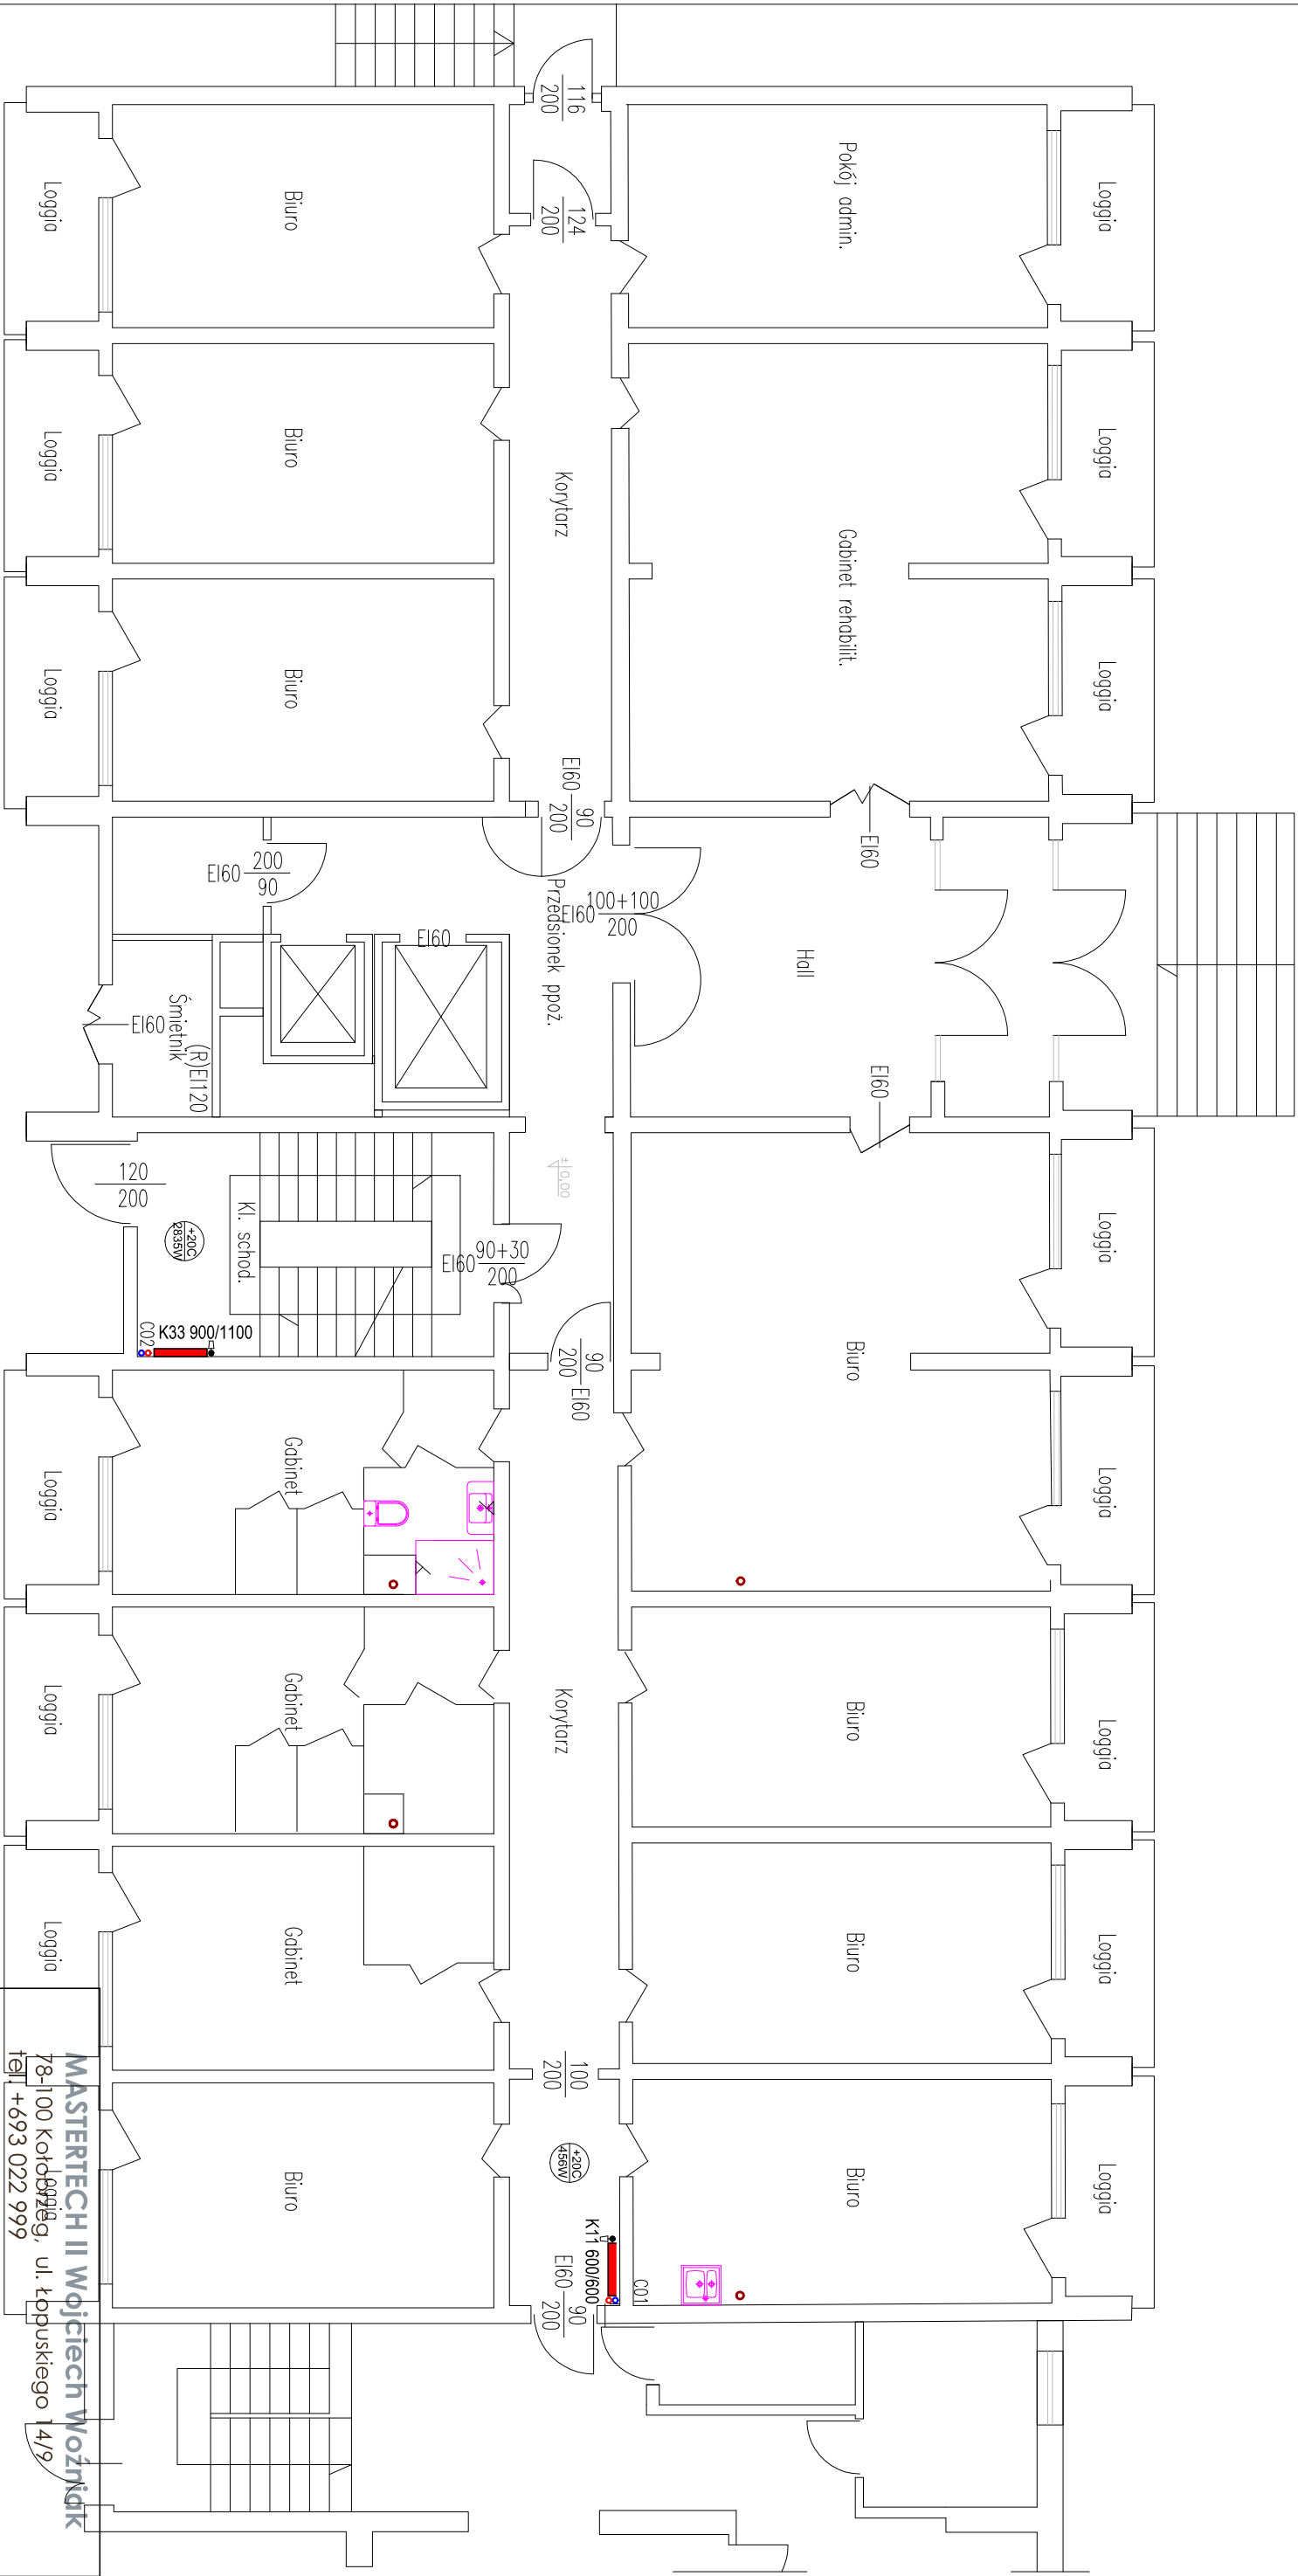 116
200
124
200
Pokój admin.
Loggia
Biuro
Loggia
Loggia
Biuro
Loggia
Korytarz
Gabinet rehabilit.
Loggia
Biuro
Loggia
EI60 90
200
EI60
EI60 200
90
EI60
Przedsionek ppoż.
EI60 100+100
200
Hall
EI60
Śmietnik
(R)EI120
EI60
120
200
+20C
2835W
Kl. schod.
±0,00
EI60 90+30
200
C02
K33 900/1100
90
200 EI60
Biuro
Loggia
Loggia
Gabinet
Loggia
Gabinet
Loggia
Korytarz
Biuro
Loggia
Gabinet
Loggia
Biuro
Loggia
100
200
+20C
456W
Biuro
Loggia
Biuro
Loggia
K11 600/600
C01
EI60 90
200
MASTERTECH II Wojciech Woźniak
78-100 Kołobrzeg, ul. Łopuskiego 14/9
tel. +693 022 999